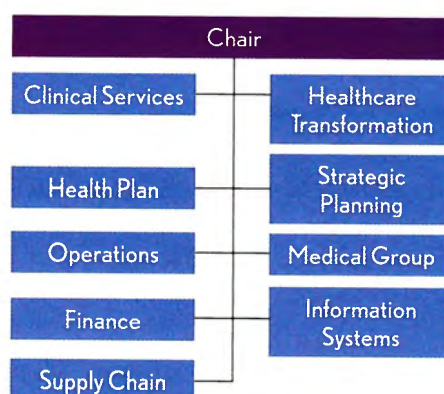 Chair
Clinical Services
Healthcare
Transformation
Health Plan
Strategic
Planning
Operations
Medical Group
Finance
Information
Systems
Supply Chain